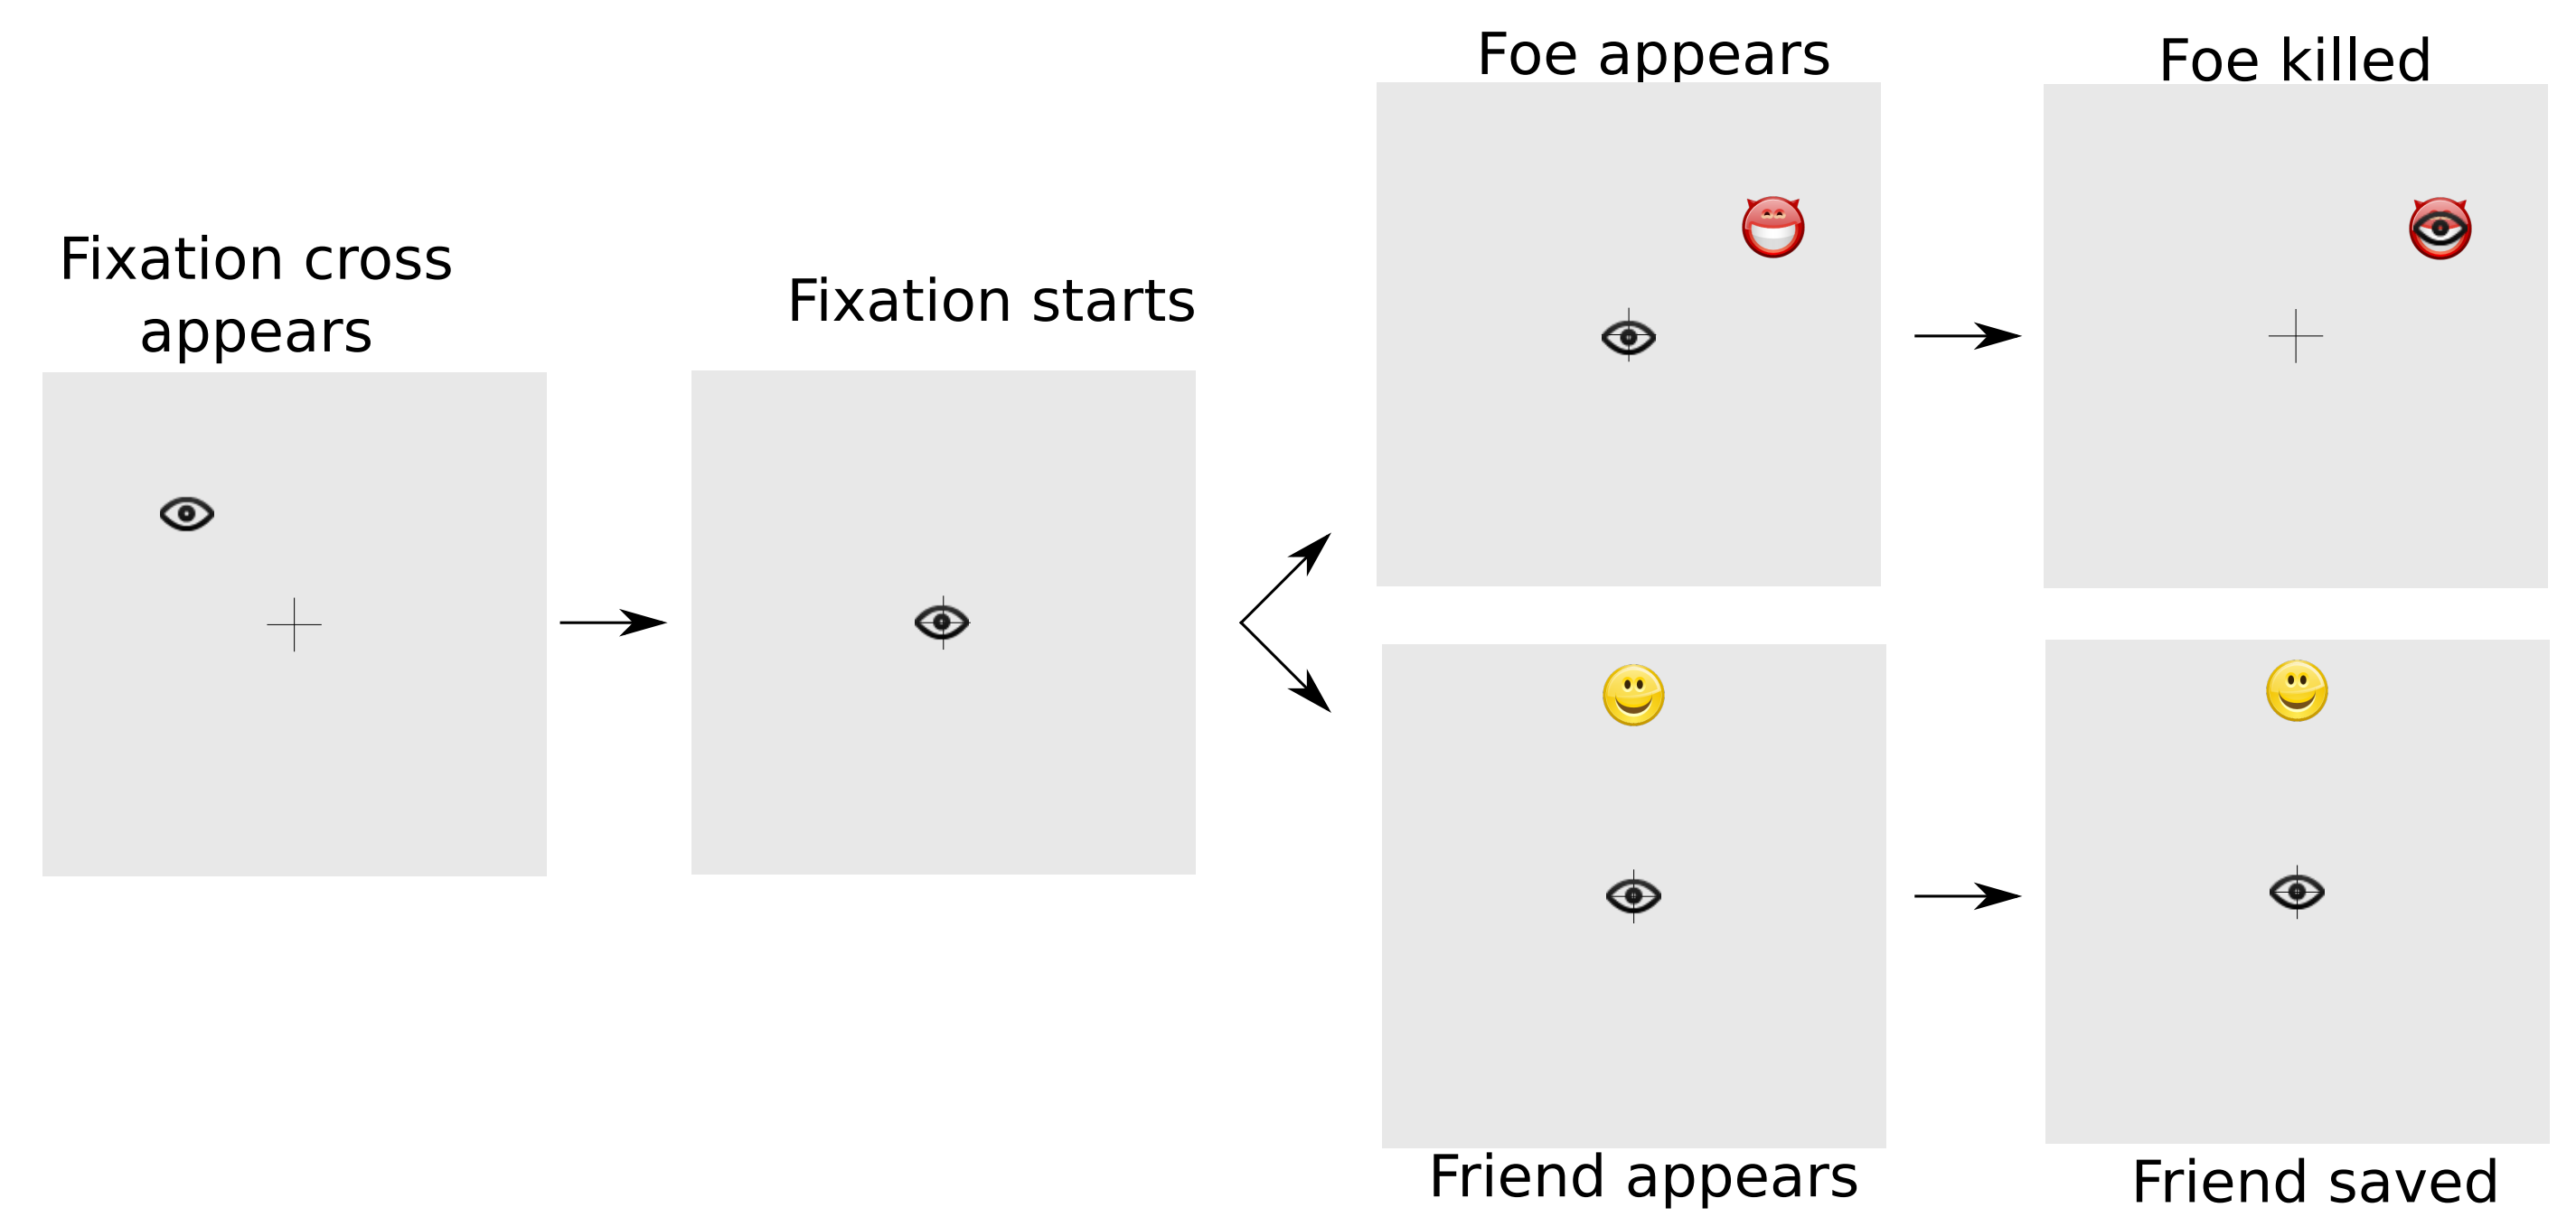 Fixation cross
appears
Fixation starts
Foe appears
Foe killed
Friend appears
Friend saved